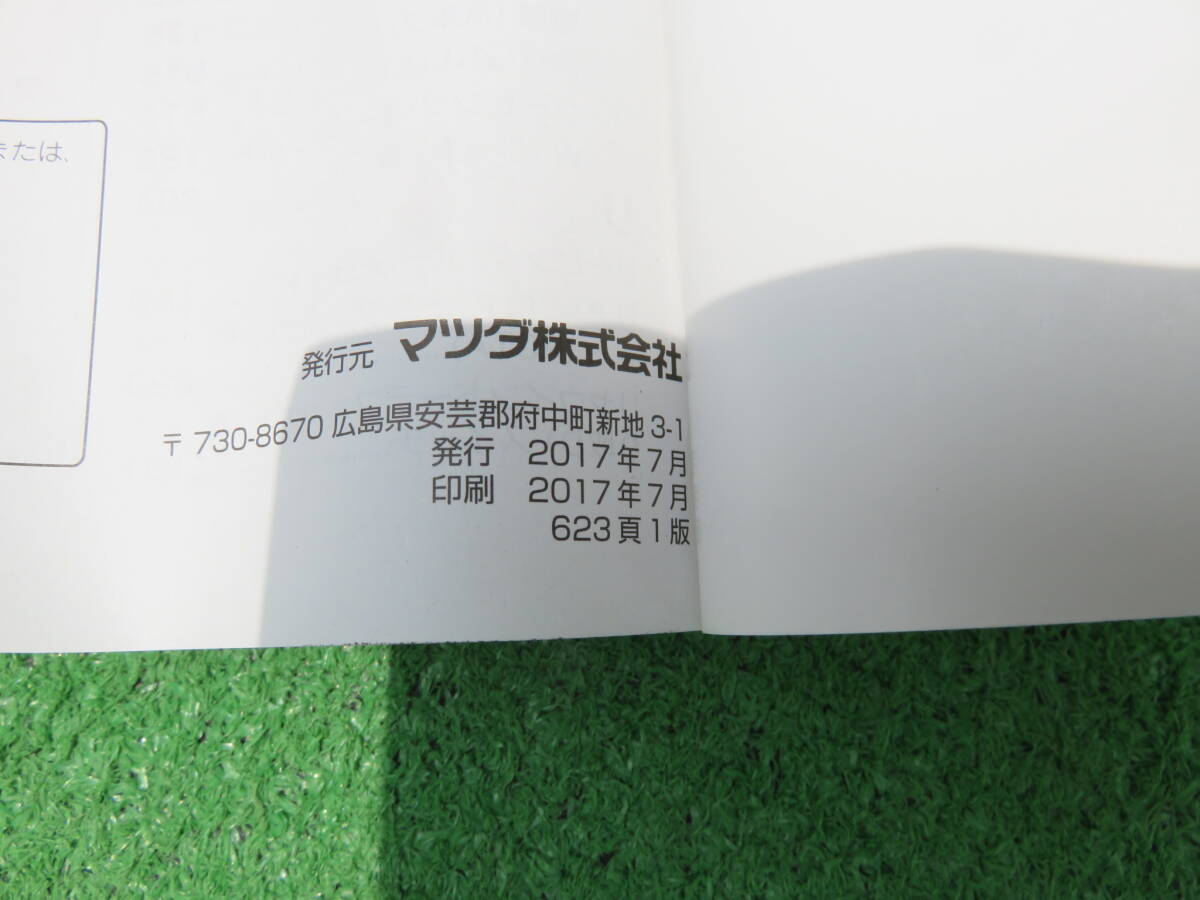 または、
発行元 マツダ株式会社
〒 730-8670 広島県安芸郡府中町新地 3-1
発行 2017年7月
印刷 2017年7月
623頁1版